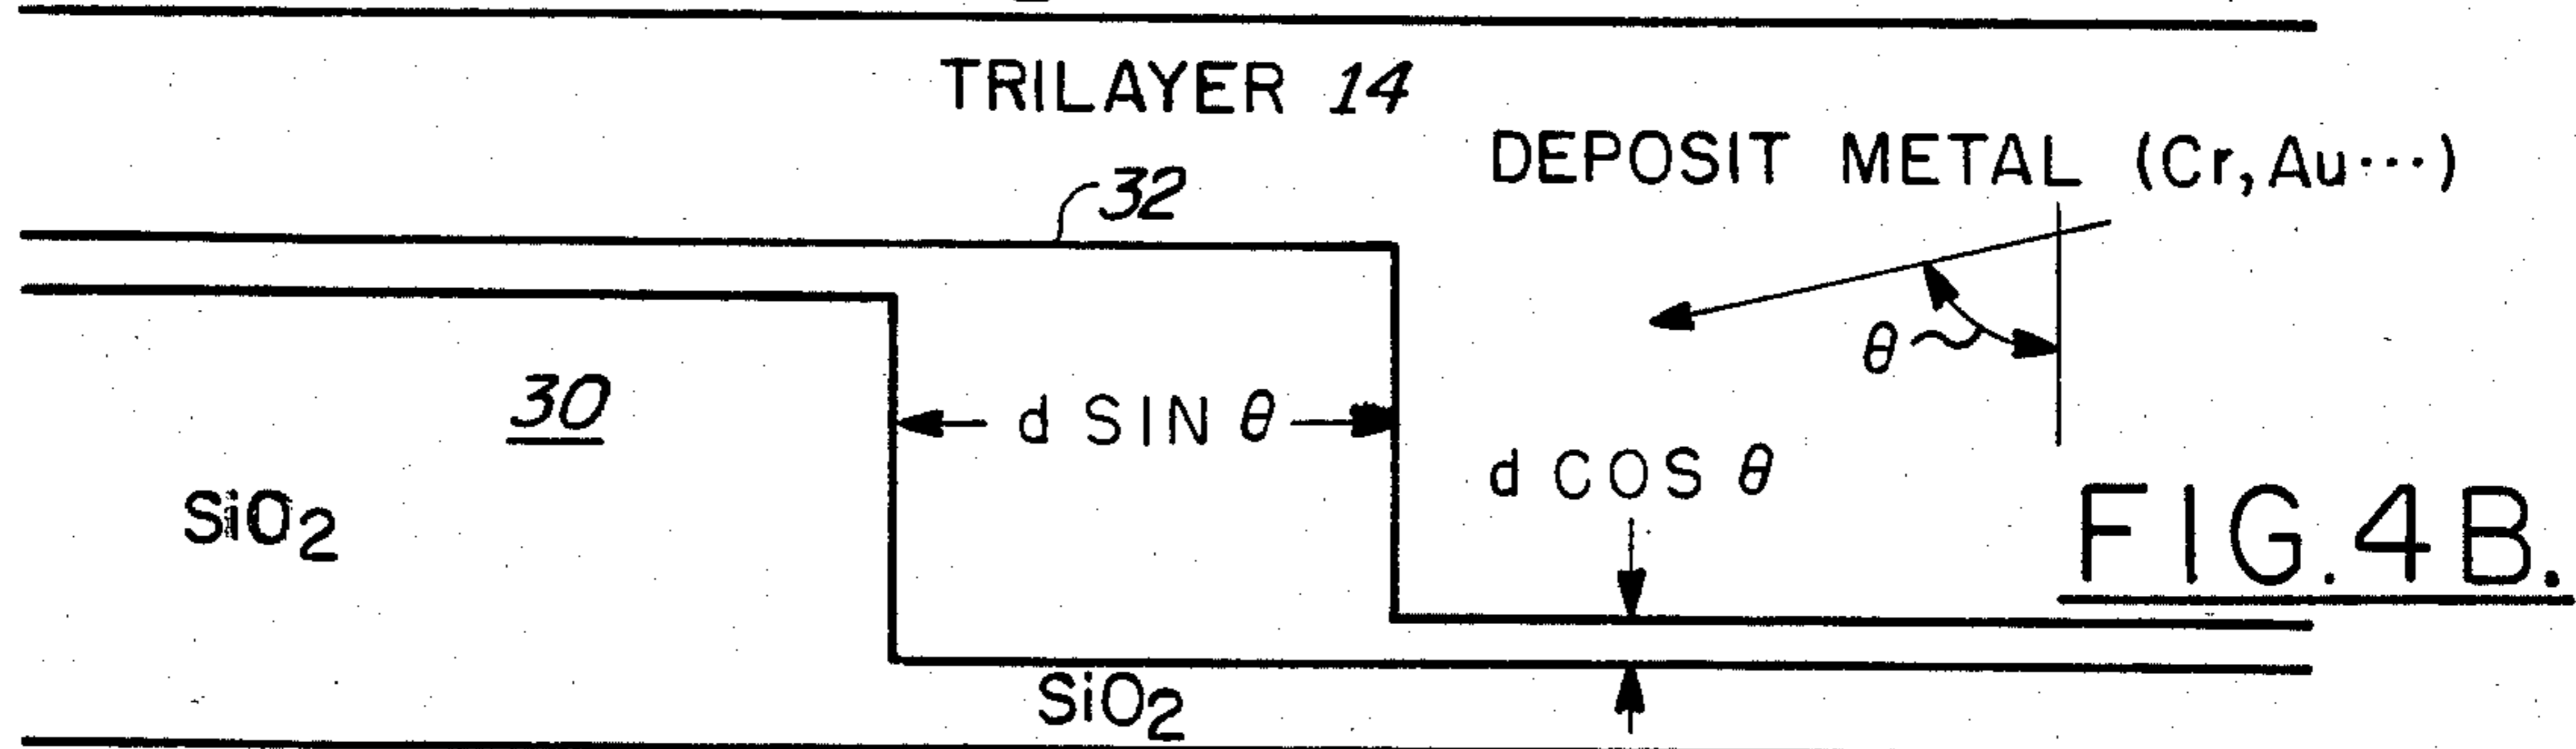 TRILAYER 14
DEPOSIT METAL (Cr, Au···)
32
θ
30
d SIN θ
d COS θ
SiO2
FIG. 4B.
SiO2